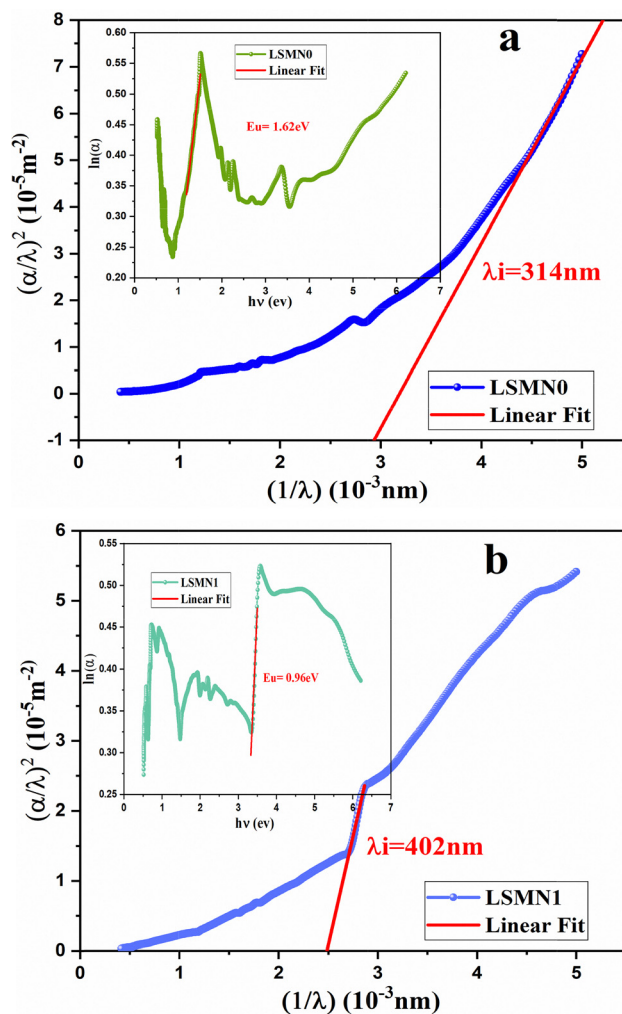 a
8
7
6
5
4
3
2
1
0
-1
(α/λ)² (10⁻⁵m⁻²)
0.55
0.50
0.45
0.40
0.35
0.30
0.25
0.20
ln(α)
LSMN0
Linear Fit
Eu= 1.62eV
0 1 2 3 4 5 6 7
hν (ev)
λi=314nm
LSMN0
Linear Fit
0 1 2 3 4 5
(1/λ) (10⁻³nm)
b
6
5
4
3
2
1
0
(α/λ)² (10⁻⁵m⁻²)
0.55
0.50
0.45
0.40
0.35
0.30
0.25
ln(α)
LSMN1
Linear Fit
Eu= 0.96eV
0 1 2 3 4 5 6 7
hν (ev)
λi=402nm
LSMN1
Linear Fit
0 1 2 3 4 5
(1/λ) (10⁻³nm)